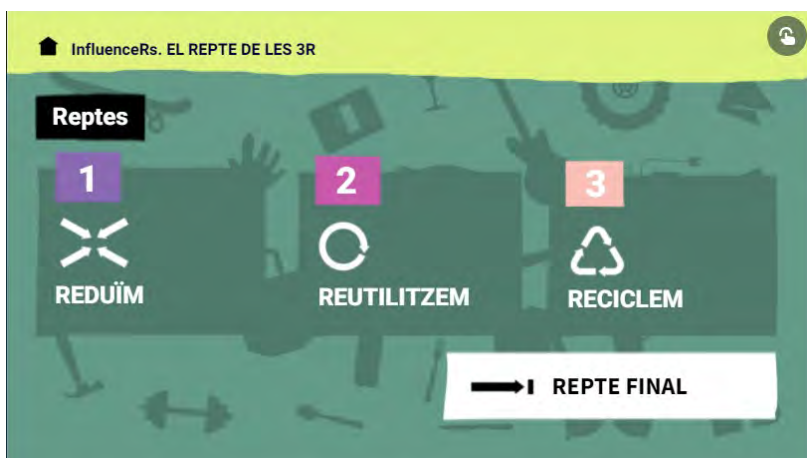 InfluenceRs. EL REPTE DE LES 3R
Reptes
1
REDUÏM
2
REUTILITZEM
3
RECICLEM
REPTE FINAL